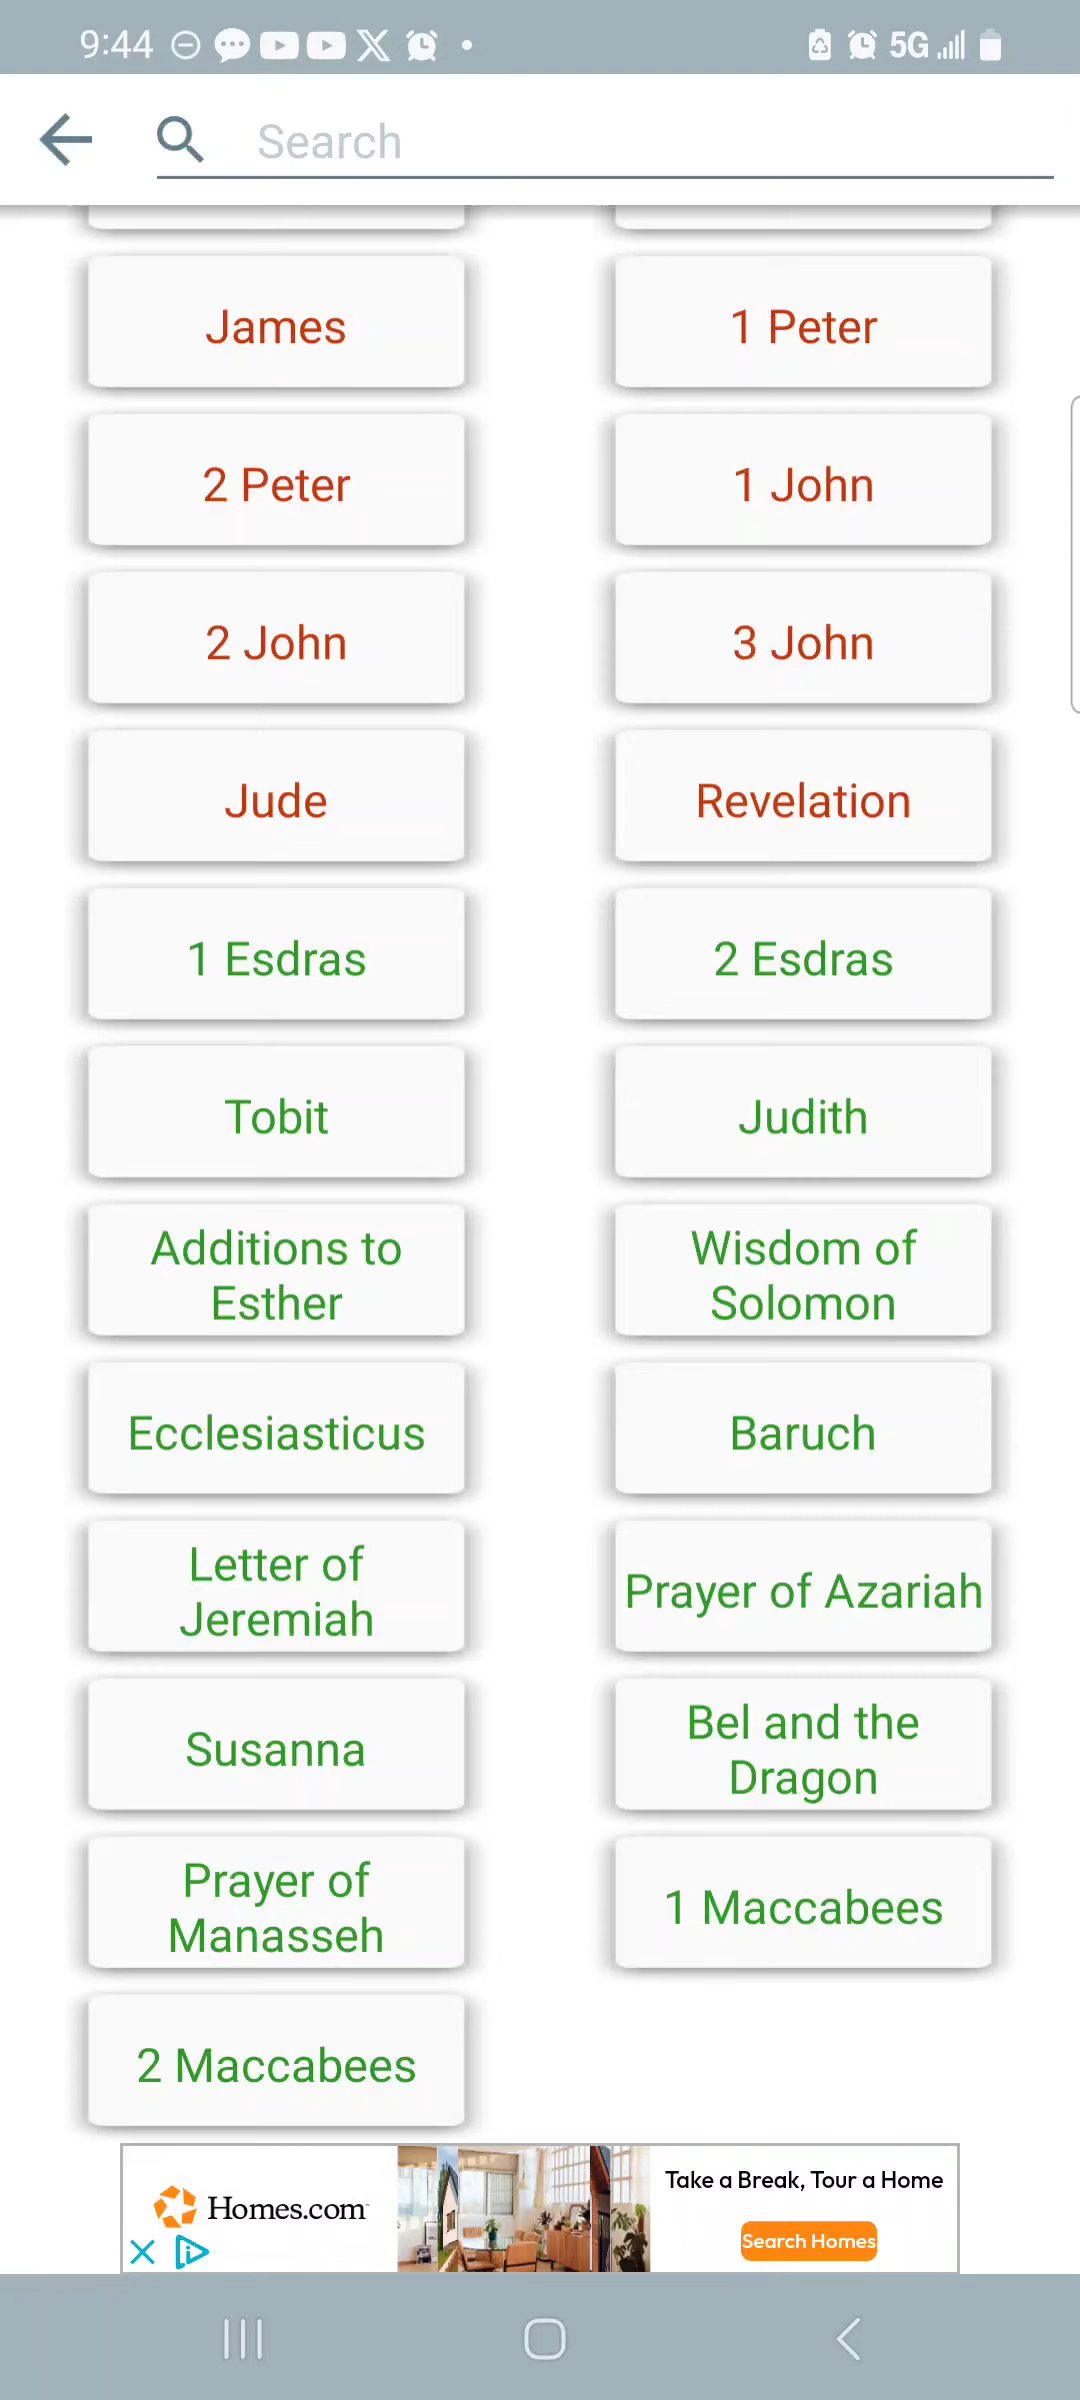 9:44
5G
Search
James
1 Peter
2 Peter
1 John
2 John
3 John
Jude
Revelation
1 Esdras
2 Esdras
Tobit
Judith
Additions to
Esther
Wisdom of
Solomon
Ecclesiasticus
Baruch
Letter of
Jeremiah
Prayer of Azariah
Susanna
Bel and the
Dragon
Prayer of
Manasseh
1 Maccabees
2 Maccabees
Homes.com
Take a Break, Tour a Home
Search Homes